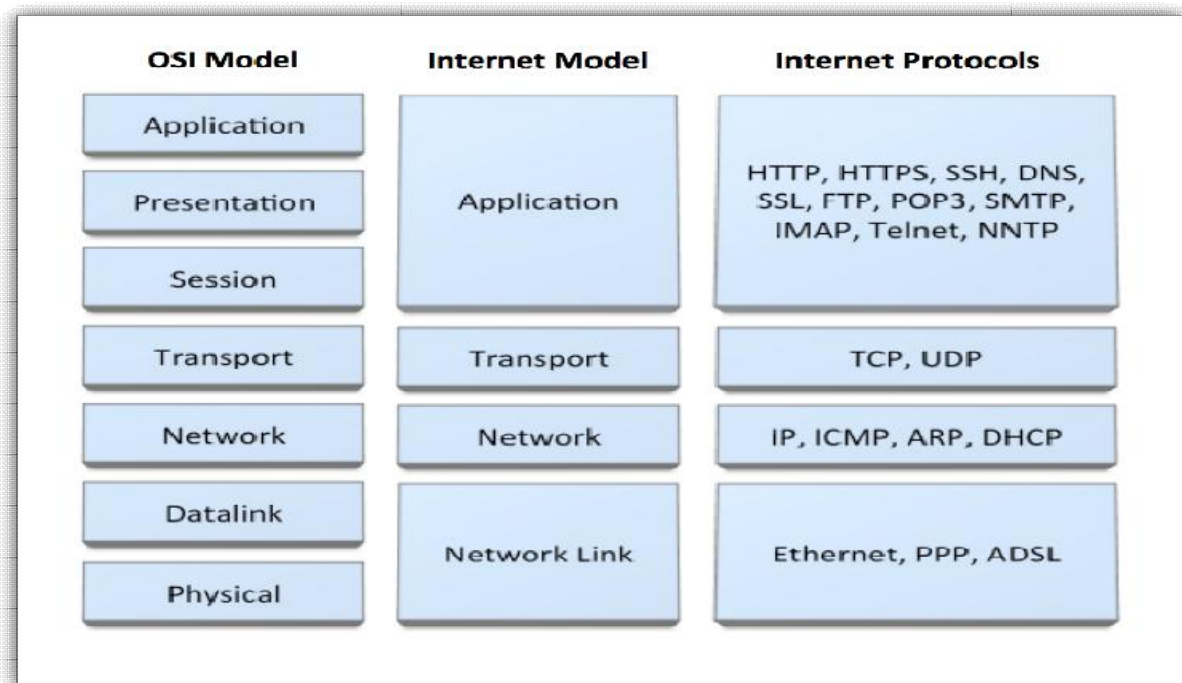 OSI Model
Internet Model
Internet Protocols
Application
Presentation
Session
Transport
Network
Datalink
Physical
Application
Transport
Network
Network Link
HTTP, HTTPS, SSH, DNS,
SSL, FTP, POP3, SMTP,
IMAP, Telnet, NNTP
TCP, UDP
IP, ICMP, ARP, DHCP
Ethernet, PPP, ADSL